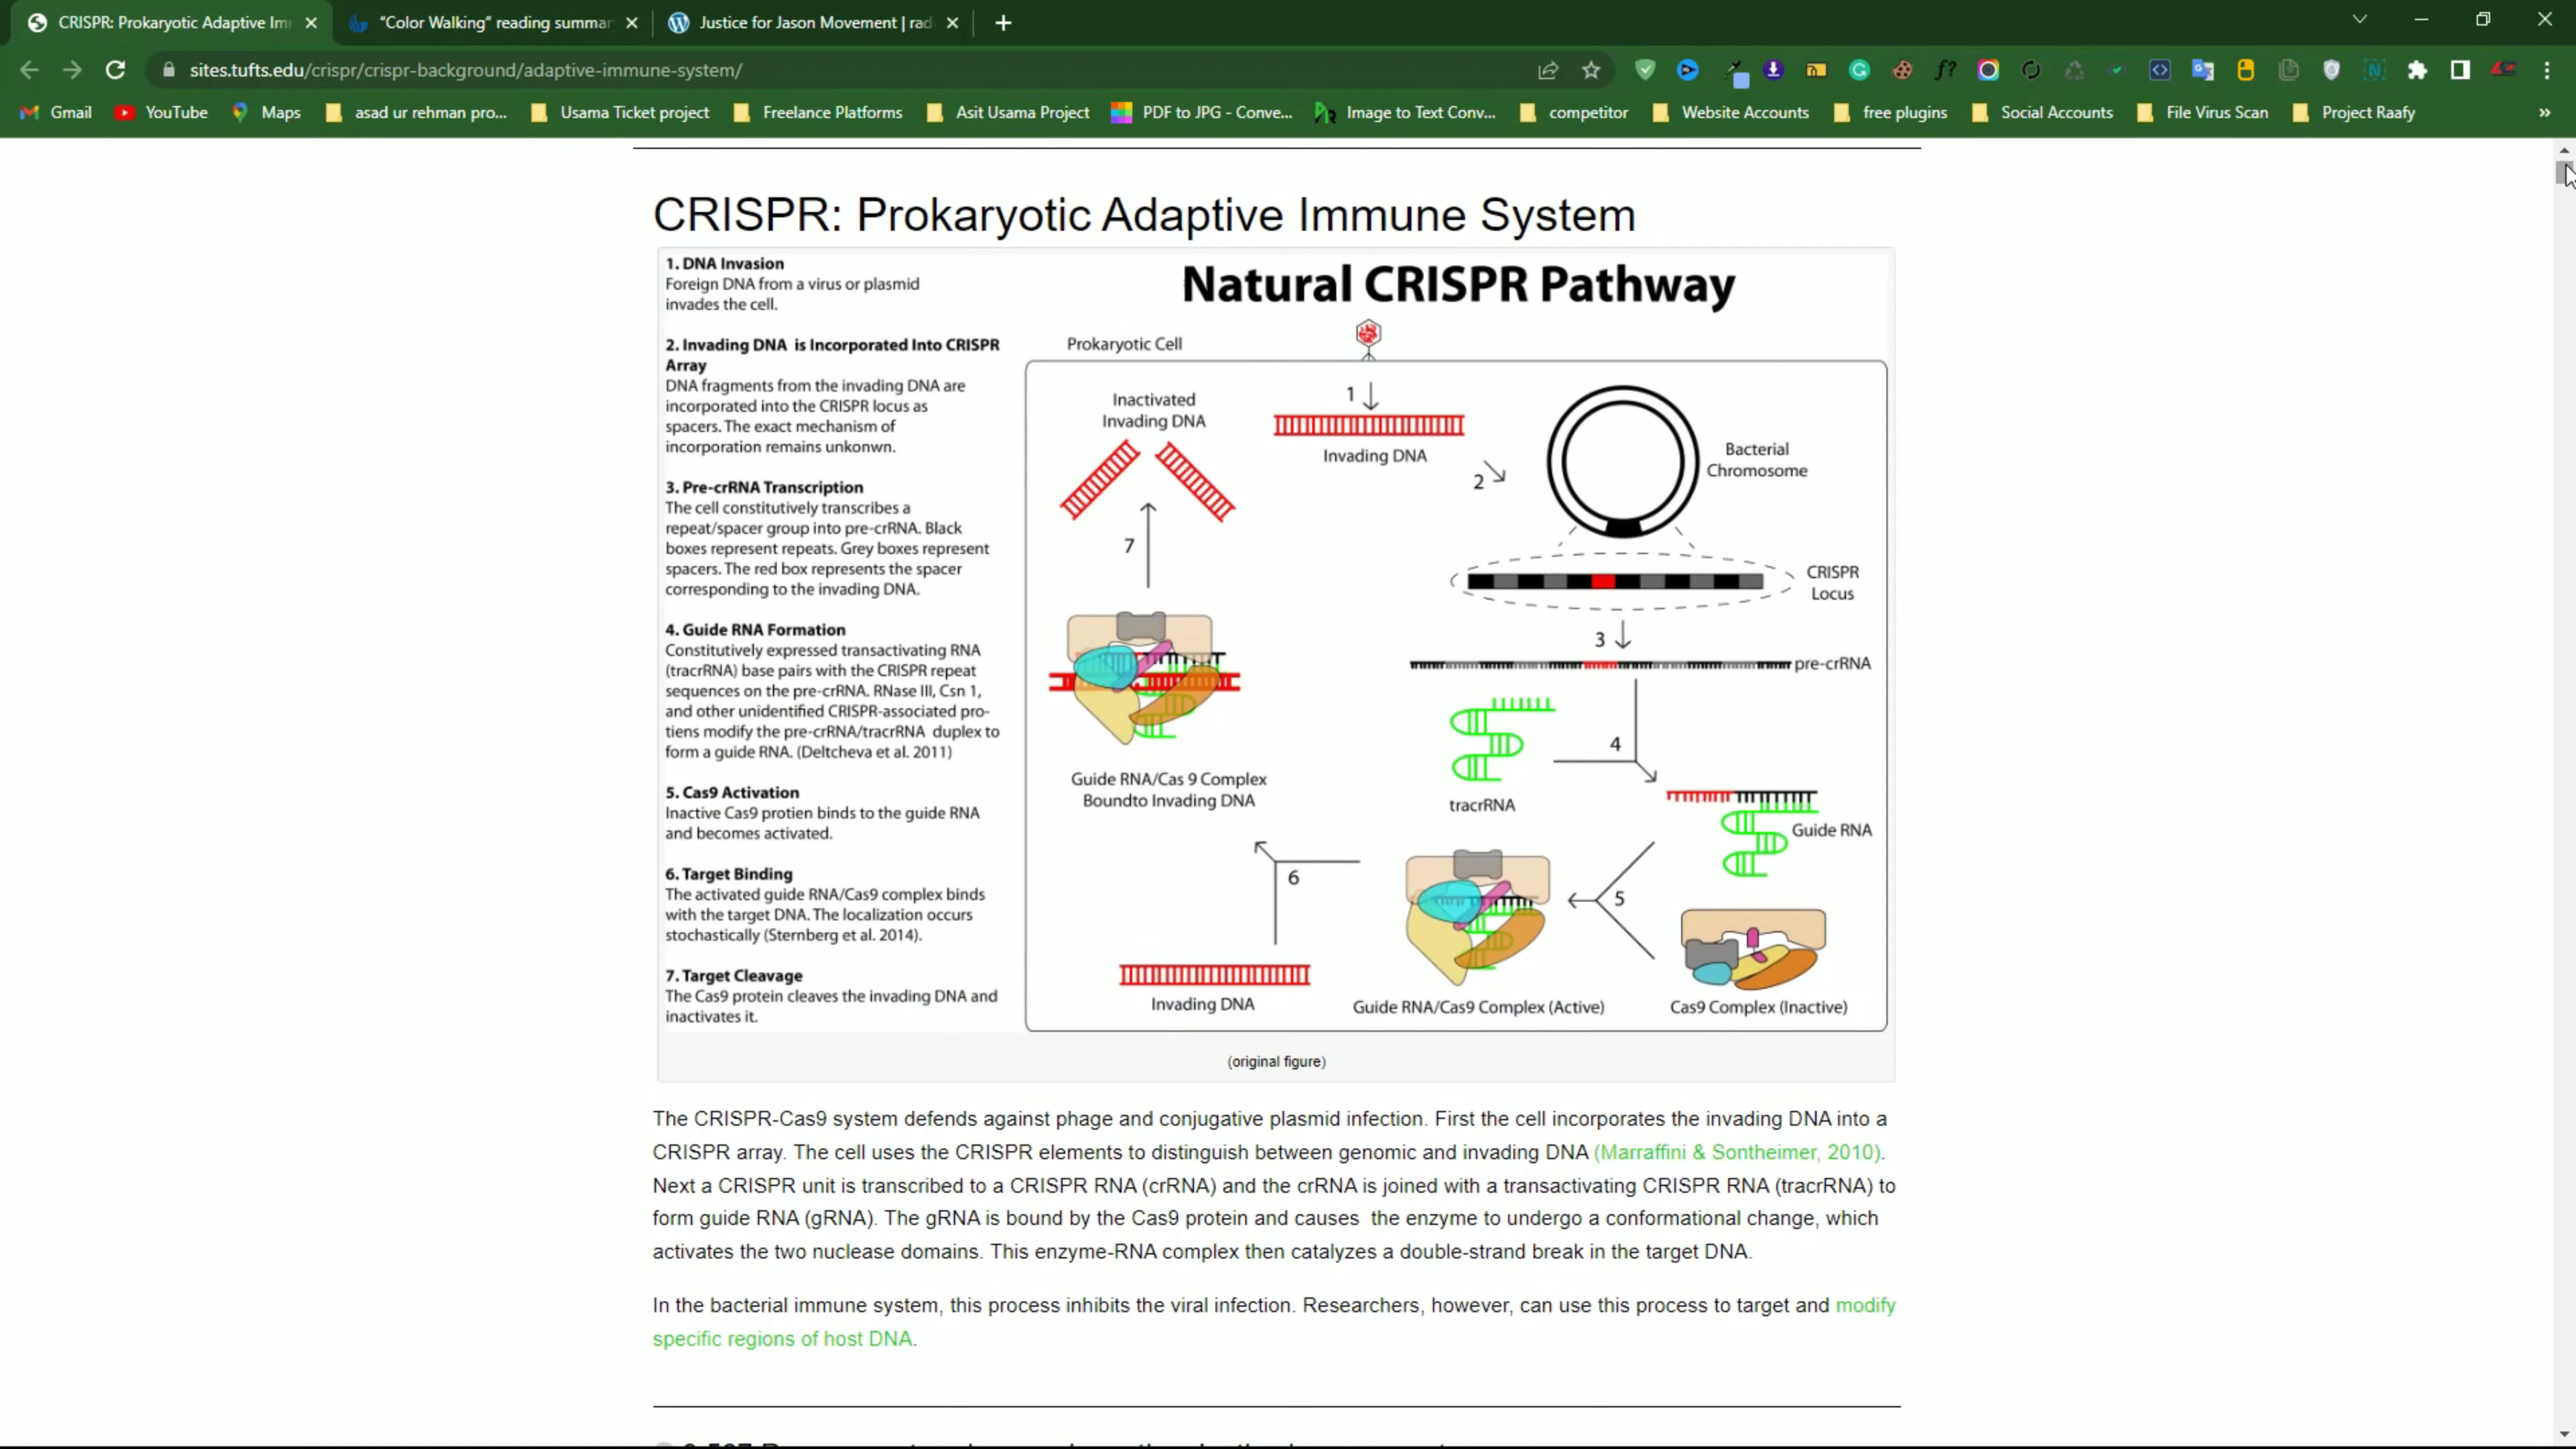 CRISPR: Prokaryotic Adaptive Im
"Color Walking" reading summar
Justice for Jason Movement | rad
sites.tufts.edu/crispr/crispr-background/adaptive-immune-system/
Gmail
YouTube
Maps
asad ur rehman pro...
Usama Ticket project
Freelance Platforms
Asit Usama Project
PDF to JPG - Conve...
Image to Text Conv...
competitor
Website Accounts
free plugins
Social Accounts
File Virus Scan
Project Raafy
»
CRISPR: Prokaryotic Adaptive Immune System
1. DNA Invasion
Foreign DNA from a virus or plasmid
invades the cell.
2. Invading DNA is Incorporated Into CRISPR
Array
DNA fragments from the invading DNA are
incorporated into the CRISPR locus as
spacers. The exact mechanism of
incorporation remains unkonwn.
3. Pre-crRNA Transcription
The cell constitutively transcribes a
repeat/spacer group into pre-crRNA. Black
boxes represent repeats. Grey boxes represent
spacers. The red box represents the spacer
corresponding to the invading DNA.
4. Guide RNA Formation
Constitutively expressed transactivating RNA
(tracrRNA) base pairs with the CRISPR repeat
sequences on the pre-crRNA. RNase III, Csn 1,
and other unidentified CRISPR-associated pro-
tiens modify the pre-crRNA/tracrRNA duplex to
form a guide RNA. (Deltcheva et al. 2011)
5. Cas9 Activation
Inactive Cas9 protien binds to the guide RNA
and becomes activated.
6. Target Binding
The activated guide RNA/Cas9 complex binds
with the target DNA. The localization occurs
stochastically (Sternberg et al. 2014).
7. Target Cleavage
The Cas9 protein cleaves the invading DNA and
inactivates it.
Natural CRISPR Pathway
Prokaryotic Cell
1
Inactivated
Invading DNA
Invading DNA
2
Bacterial
Chromosome
7
CRISPR
Locus
3
pre-crRNA
4
Guide RNA/Cas 9 Complex
Boundto Invading DNA
tracrRNA
Guide RNA
6
5
Invading DNA
Guide RNA/Cas9 Complex (Active)
Cas9 Complex (Inactive)
(original figure)
The CRISPR-Cas9 system defends against phage and conjugative plasmid infection. First the cell incorporates the invading DNA into a
CRISPR array. The cell uses the CRISPR elements to distinguish between genomic and invading DNA (Marraffini & Sontheimer, 2010).
Next a CRISPR unit is transcribed to a CRISPR RNA (crRNA) and the crRNA is joined with a transactivating CRISPR RNA (tracrRNA) to
form guide RNA (gRNA). The gRNA is bound by the Cas9 protein and causes the enzyme to undergo a conformational change, which
activates the two nuclease domains. This enzyme-RNA complex then catalyzes a double-strand break in the target DNA.
In the bacterial immune system, this process inhibits the viral infection. Researchers, however, can use this process to target and modify
specific regions of host DNA.